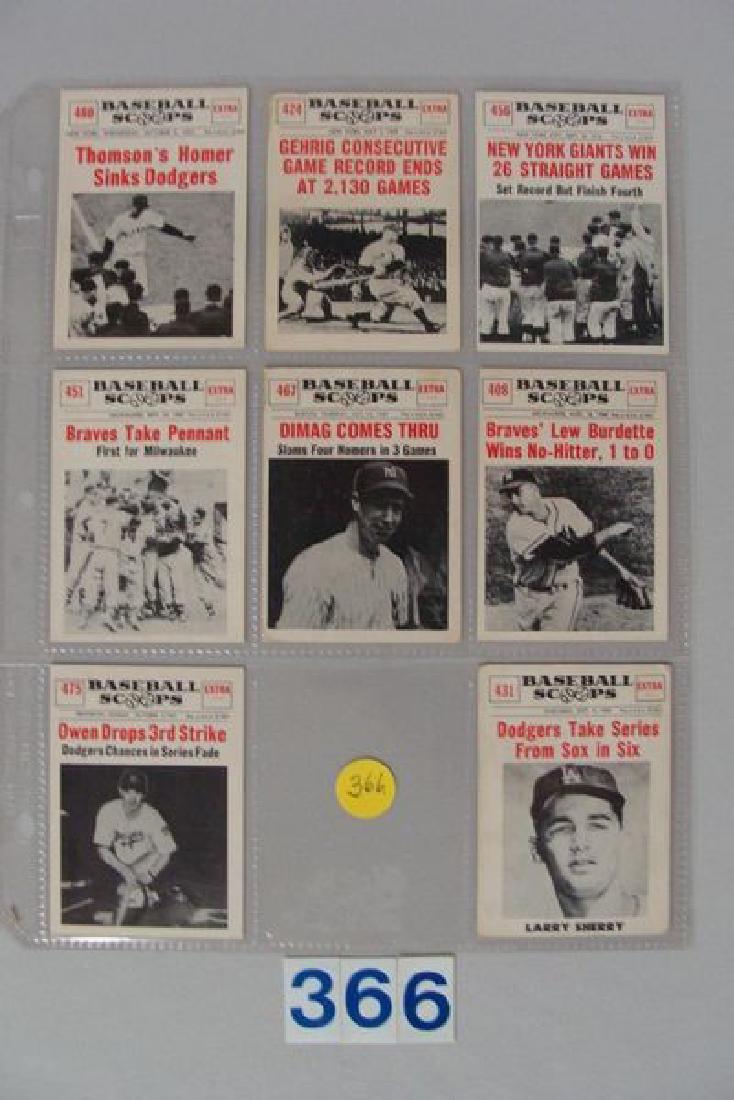 480 BASEBALL SCOOPS EXTRA
Thomson's Homer
Sinks Dodgers
424 BASEBALL SCOOPS EXTRA
GEHRIG CONSECUTIVE
GAME RECORD ENDS
AT 2,130 GAMES
456 BASEBALL SCOOPS EXTRA
NEW YORK GIANTS WIN
26 STRAIGHT GAMES
Set Record But Finish Fourth
451 BASEBALL SCOOPS EXTRA
Braves Take Pennant
First for Milwaukee
467 BASEBALL SCOOPS EXTRA
DIMAG COMES THRU
Slams Four Homers in 3 Games
408 BASEBALL SCOOPS EXTRA
Braves' Lew Burdette
Wins No-Hitter, 1 to 0
475 BASEBALL SCOOPS EXTRA
Owen Drops 3rd Strike
Dodgers Chances in Series Fade
366
431 BASEBALL SCOOPS EXTRA
Dodgers Take Series
From Sox in Six
LARRY SHERRY
366